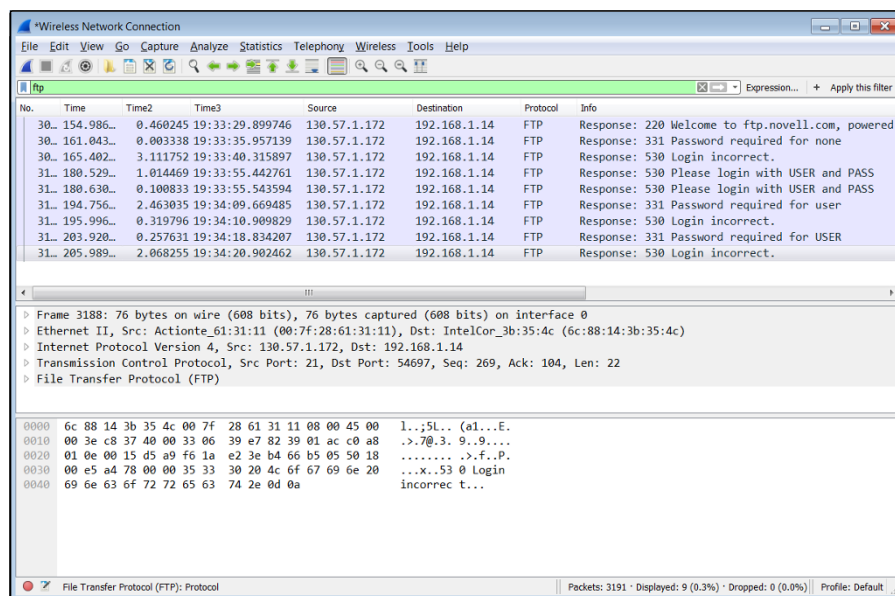 *Wireless Network Connection
File Edit View Go Capture Analyze Statistics Telephony Wireless Tools Help
ftp Expression... + Apply this filter
No. Time Time2 Time3 Source Destination Protocol Info
30… 154.986… 0.460245 19:33:29.899746 130.57.1.172 192.168.1.14 FTP Response: 220 Welcome to ftp.novell.com, powered
30… 161.043… 0.003338 19:33:35.957139 130.57.1.172 192.168.1.14 FTP Response: 331 Password required for none
30… 165.402… 3.111752 19:33:40.315897 130.57.1.172 192.168.1.14 FTP Response: 530 Login incorrect.
31… 180.529… 1.014469 19:33:55.442761 130.57.1.172 192.168.1.14 FTP Response: 530 Please login with USER and PASS
31… 180.630… 0.100833 19:33:55.543594 130.57.1.172 192.168.1.14 FTP Response: 530 Please login with USER and PASS
31… 194.756… 2.463035 19:34:09.669485 130.57.1.172 192.168.1.14 FTP Response: 331 Password required for user
31… 195.996… 0.319796 19:34:10.909829 130.57.1.172 192.168.1.14 FTP Response: 530 Login incorrect.
31… 203.920… 0.257631 19:34:18.834207 130.57.1.172 192.168.1.14 FTP Response: 331 Password required for USER
31… 205.989… 2.068255 19:34:20.902462 130.57.1.172 192.168.1.14 FTP Response: 530 Login incorrect.
Frame 3188: 76 bytes on wire (608 bits), 76 bytes captured (608 bits) on interface 0
Ethernet II, Src: Actionte_61:31:11 (00:7f:28:61:31:11), Dst: IntelCor_3b:35:4c (6c:88:14:3b:35:4c)
Internet Protocol Version 4, Src: 130.57.1.172, Dst: 192.168.1.14
Transmission Control Protocol, Src Port: 21, Dst Port: 54697, Seq: 269, Ack: 104, Len: 22
File Transfer Protocol (FTP)
0000 6c 88 14 3b 35 4c 00 7f 28 61 31 11 08 00 45 00 l..;5L.. (a1...E.
0010 00 3e c8 37 40 00 33 06 39 e7 82 39 01 ac c0 a8 .>.7@.3. 9..9....
0020 01 0e 00 15 d5 a9 f6 1a e2 3e b4 66 b5 05 50 18 ........ .>.f..P.
0030 00 e5 a4 78 00 00 35 33 30 20 4c 6f 67 69 6e 20 ...x..53 0 Login
0040 69 6e 63 6f 72 72 65 63 74 2e 0d 0a incorrec t...
File Transfer Protocol (FTP): Protocol Packets: 3191 · Displayed: 9 (0.3%) · Dropped: 0 (0.0%) Profile: Default